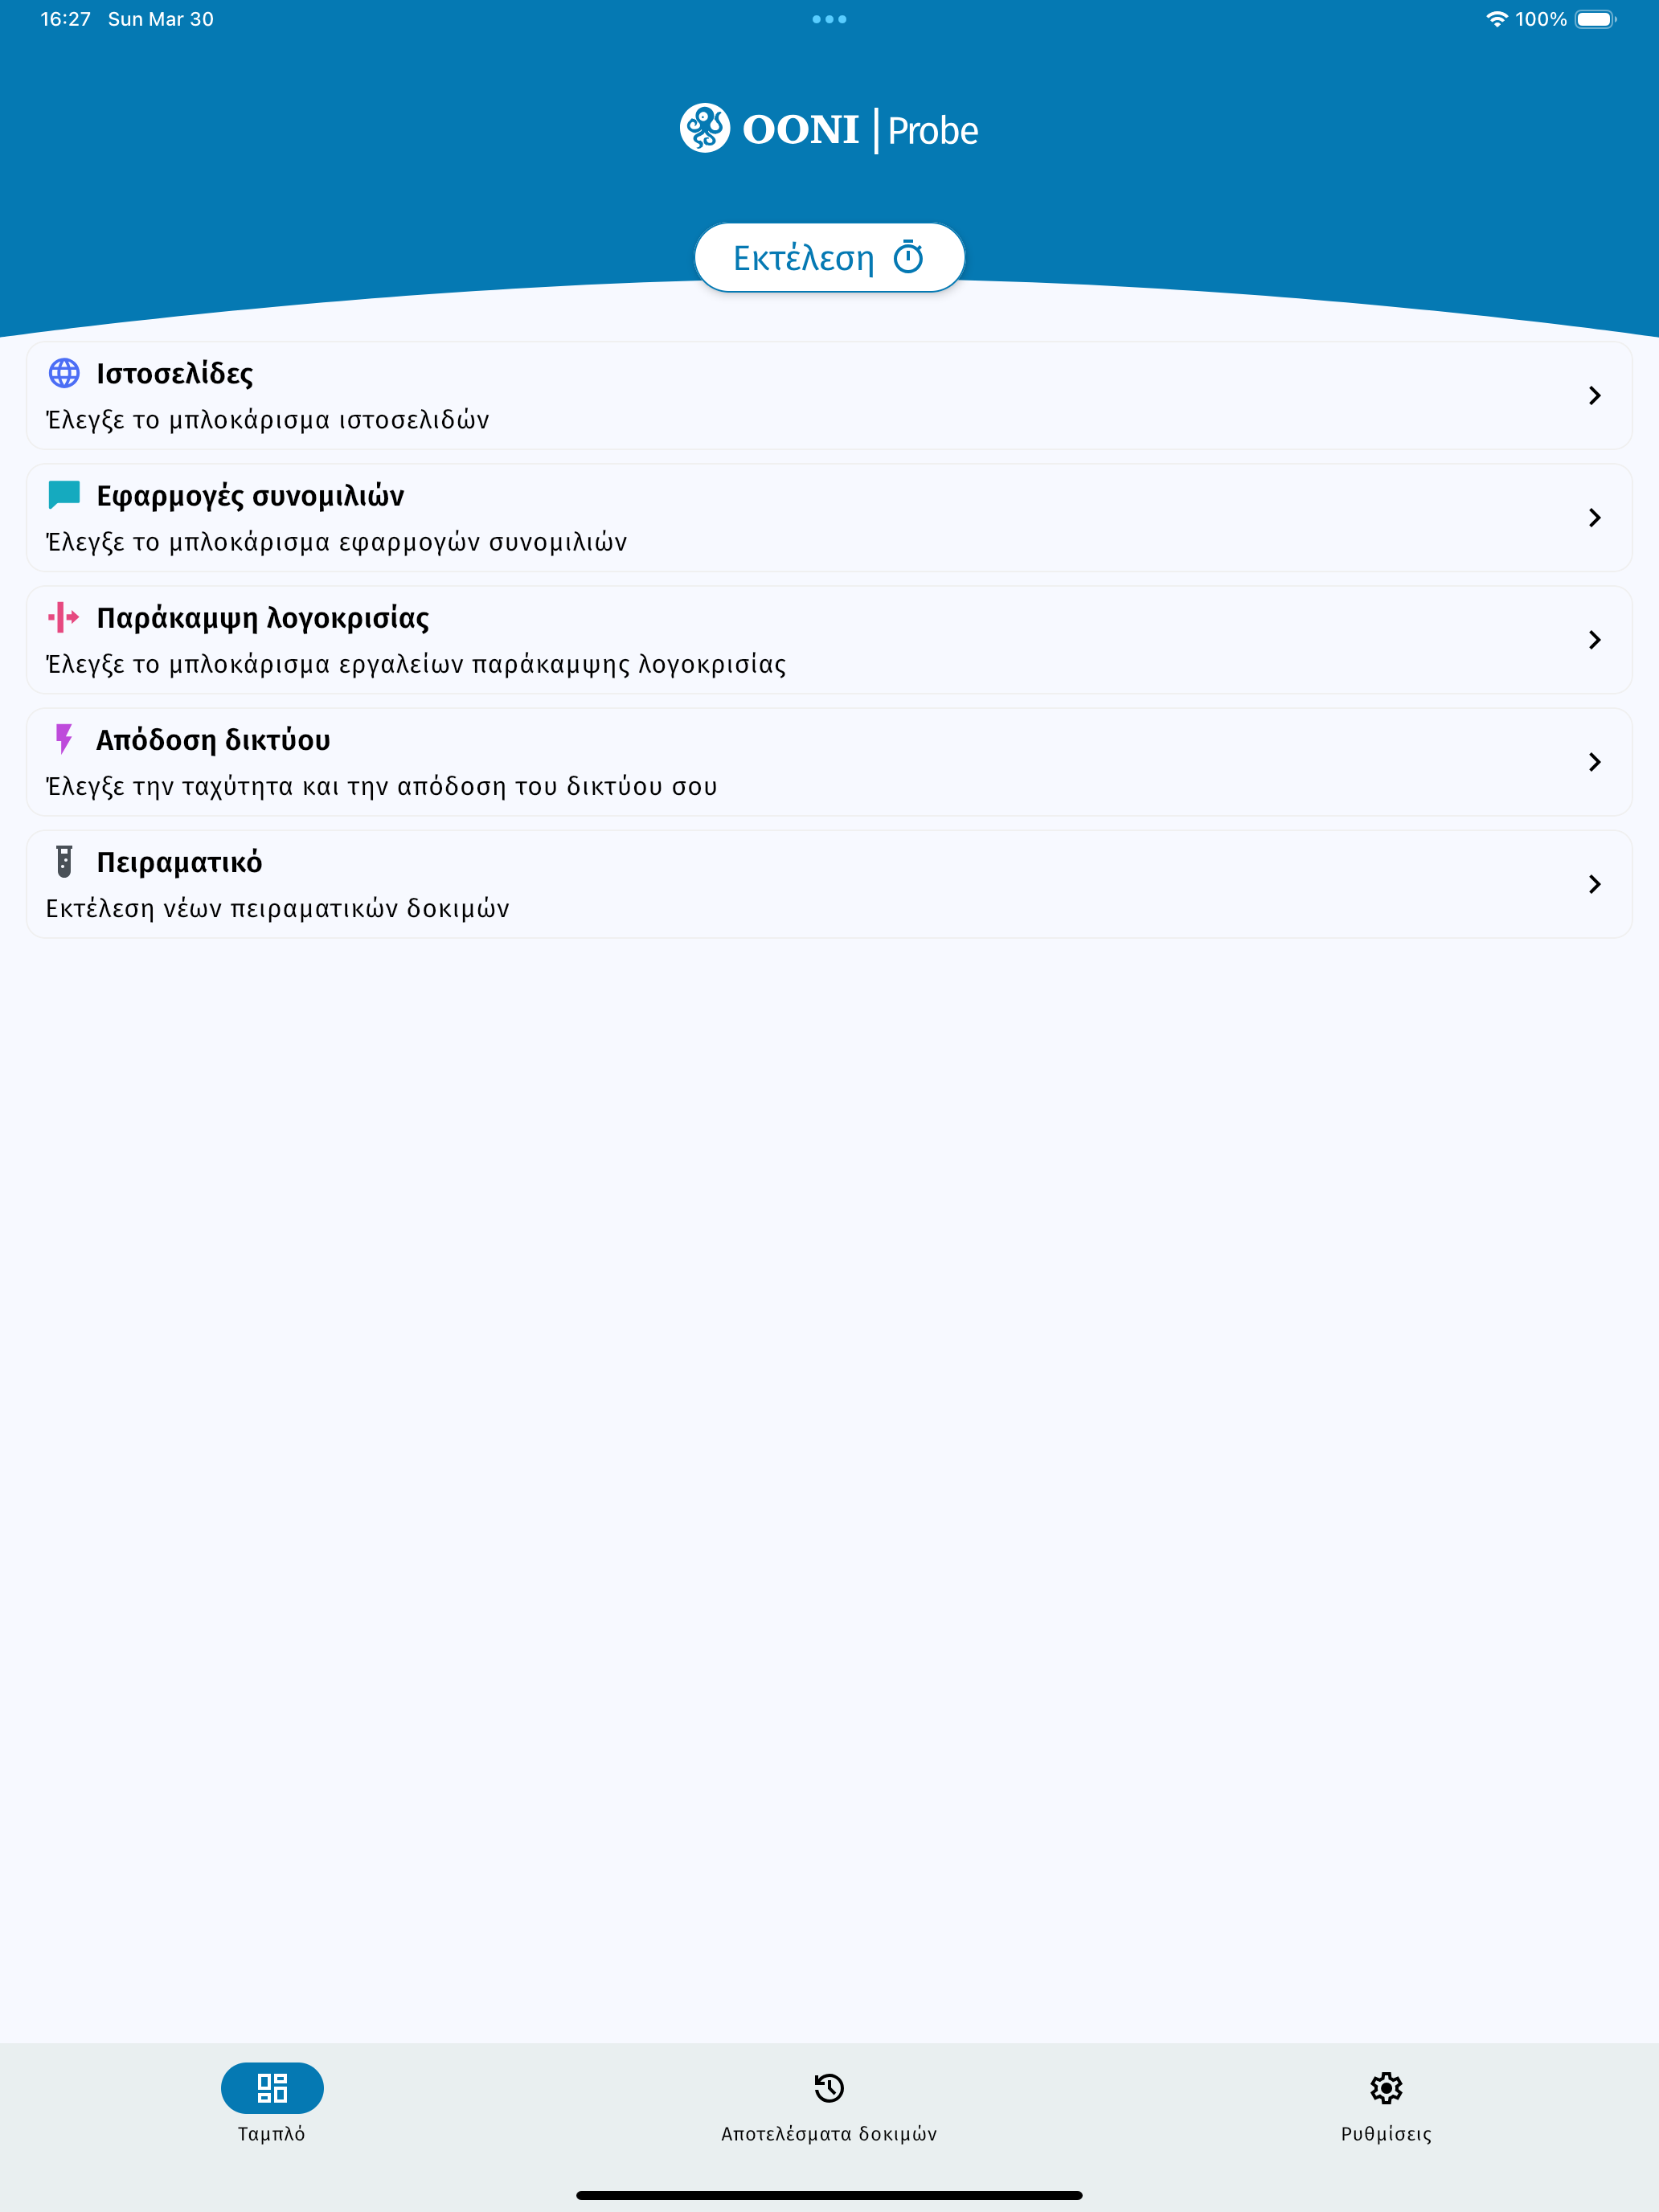 16:27 Sun Mar 30
100%
OONI Probe
Εκτέλεση
Ιστοσελίδες
Έλεγξε το μπλοκάρισμα ιστοσελιδών
Εφαρμογές συνομιλιών
Έλεγξε το μπλοκάρισμα εφαρμογών συνομιλιών
Παράκαμψη λογοκρισίας
Έλεγξε το μπλοκάρισμα εργαλείων παράκαμψης λογοκρισίας
Απόδοση δικτύου
Έλεγξε την ταχύτητα και την απόδοση του δικτύου σου
Πειραματικό
Εκτέλεση νέων πειραματικών δοκιμών
Ταμπλό
Αποτελέσματα δοκιμών
Ρυθμίσεις